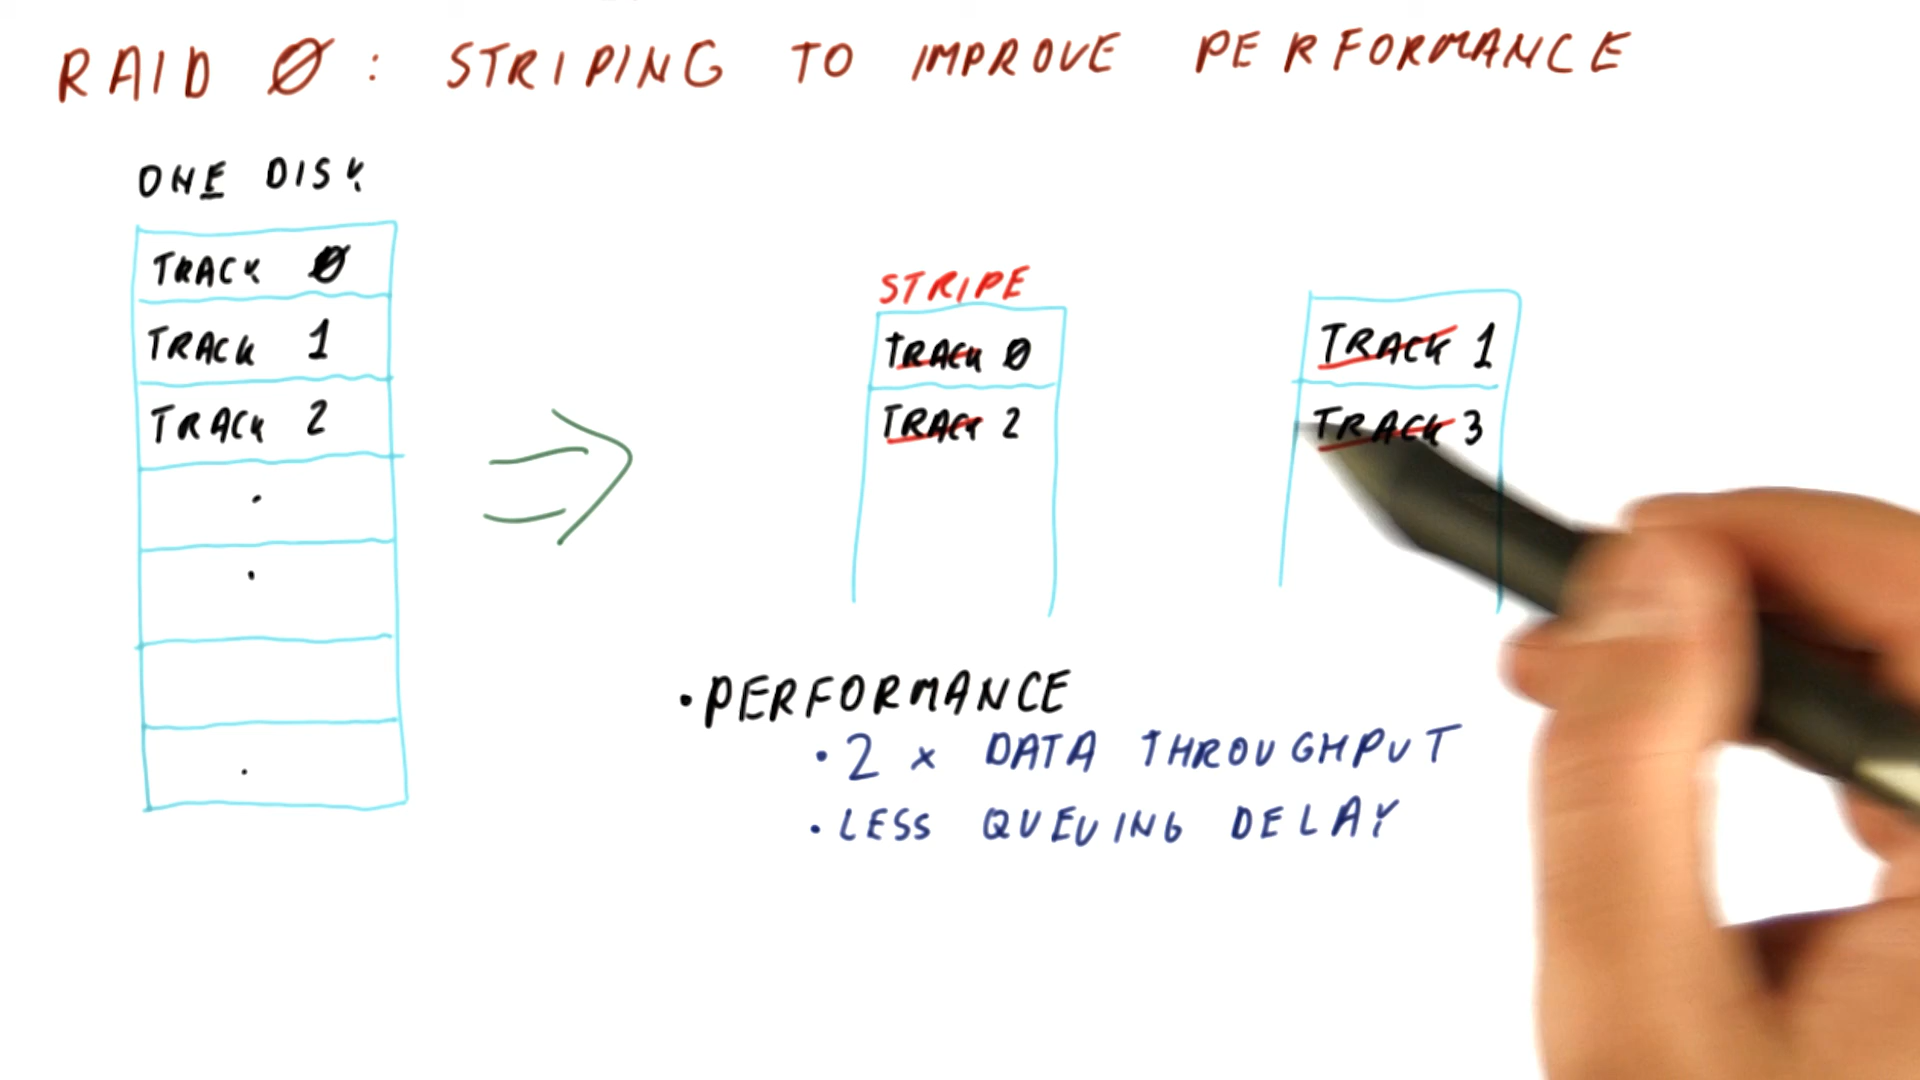 RAID Ø: STRIPING TO IMPROVE PERFORMANCE
ONE DISK
TRACK Ø
TRACK 1
TRACK 2
STRIPE
TRACK Ø
TRACK 2
TRACK 1
TRACK 3
• PERFORMANCE
• 2 x DATA THROUGHPUT
• LESS QUEUING DELAY